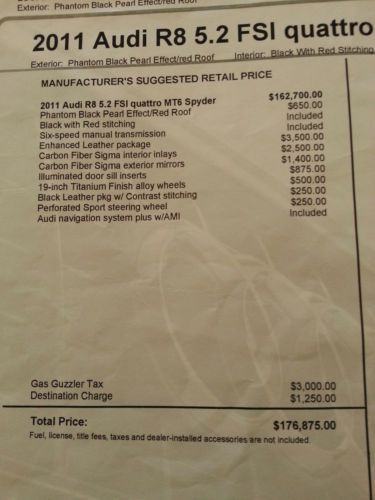 Exterior: Phantom Black Pearl Effect/red Roof
2011 Audi R8 5.2 FSI quattro
Exterior: Phantom Black Pearl Effect/red Roof Interior: Black With Red Stitching
MANUFACTURER'S SUGGESTED RETAIL PRICE
2011 Audi R8 5.2 FSI quattro MT6 Spyder $162,700.00
Phantom Black Pearl Effect/Red Roof $650.00
Black with Red stitching Included
Six-speed manual transmission Included
Enhanced Leather package $3,500.00
Carbon Fiber Sigma interior inlays $2,500.00
Carbon Fiber Sigma exterior mirrors $1,400.00
Illuminated door sill inserts $875.00
19-inch Titanium Finish alloy wheels $500.00
Black Leather pkg w/ Contrast stitching $250.00
Perforated Sport steering wheel $250.00
Audi navigation system plus w/AMI Included
Gas Guzzler Tax $3,000.00
Destination Charge $1,250.00
Total Price: $176,875.00
Fuel, license, title fees, taxes and dealer-installed accessories are not included.